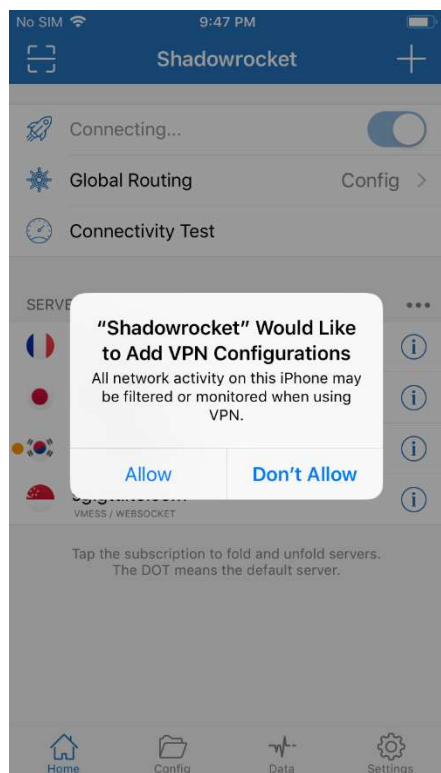 No SIM 9:47 PM
Shadowrocket
Connecting...
Global Routing Config >
Connectivity Test
“Shadowrocket” Would Like
to Add VPN Configurations
All network activity on this iPhone may
be filtered or monitored when using
VPN.
Allow Don’t Allow
VMESS / WEBSOCKET
Tap the subscription to fold and unfold servers.
The DOT means the default server.
Home Config Data Settings